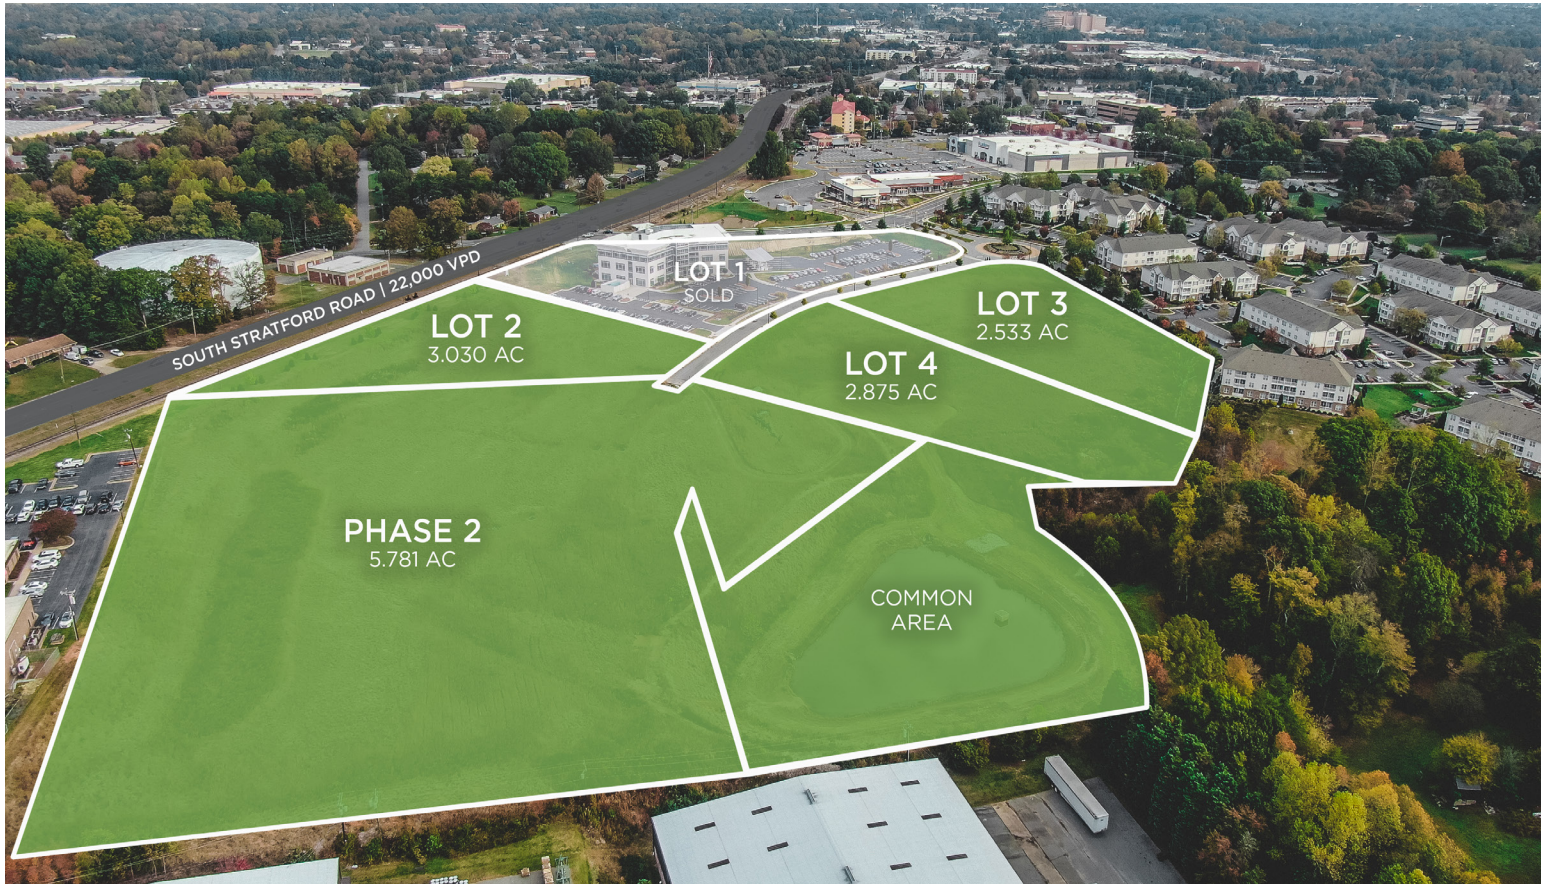 SOUTH STRATFORD ROAD | 22,000 VPD
LOT 1
SOLD
LOT 2
3.030 AC
LOT 3
2.533 AC
LOT 4
2.875 AC
PHASE 2
5.781 AC
COMMON
AREA